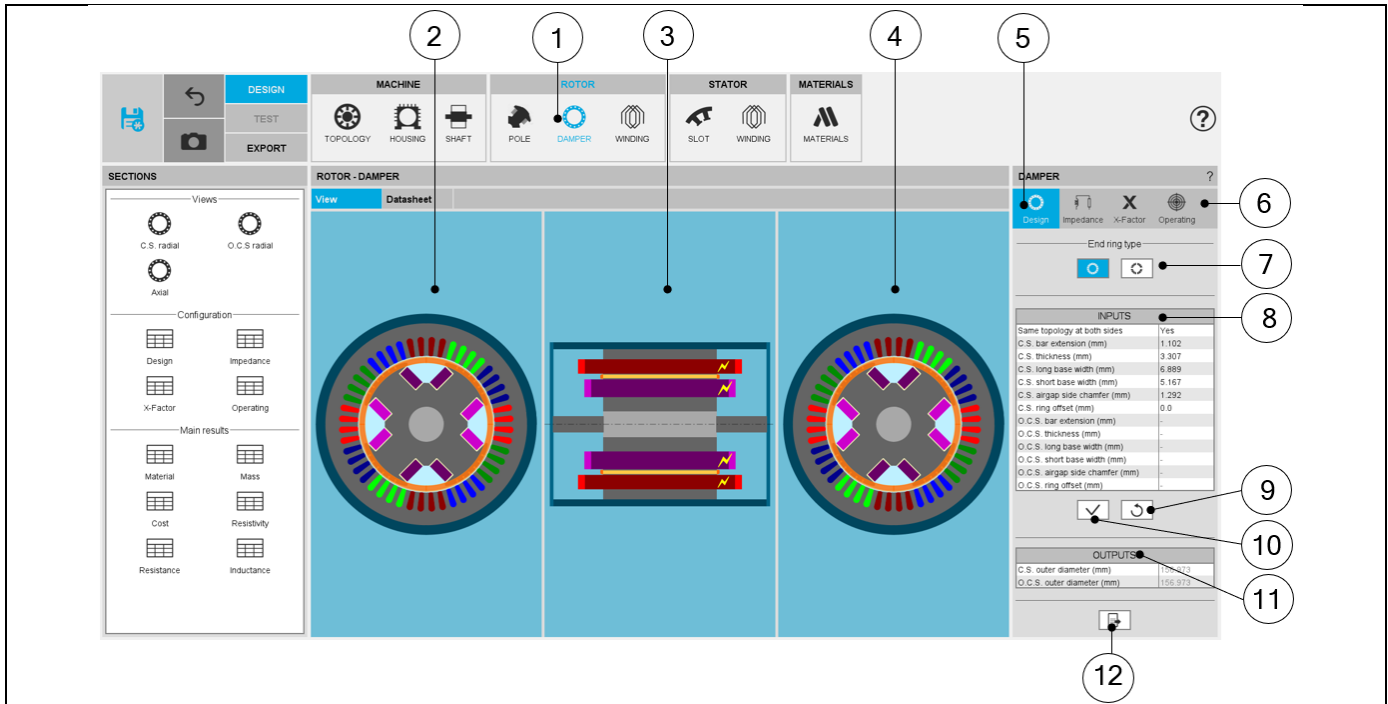 2
1
3
4
5
DESIGN
TEST
EXPORT
MACHINE
TOPOLOGY
HOUSING
SHAFT
ROTOR
POLE
DAMPER
WINDING
STATOR
SLOT
WINDING
MATERIALS
MATERIALS
?
SECTIONS
Views
C.S. radial
O.C.S radial
Axial
Configuration
Design
Impedance
X-Factor
Operating
Main results
Material
Mass
Cost
Resistivity
Resistance
Inductance
ROTOR - DAMPER
View
Datasheet
DAMPER
?
Design
Impedance
X-Factor
Operating
6
End ring type
7
INPUTS
8
Same topology at both sides Yes
C.S. bar extension (mm) 1.102
C.S. thickness (mm) 3.307
C.S. long base width (mm) 6.889
C.S. short base width (mm) 5.167
C.S. airgap side chamfer (mm) 1.292
C.S. ring offset (mm) 0.0
O.C.S. bar extension (mm) -
O.C.S. thickness (mm) -
O.C.S. long base width (mm) -
O.C.S. short base width (mm) -
O.C.S. airgap side chamfer (mm) -
O.C.S. ring offset (mm) -
9
10
OUTPUTS
C.S. outer diameter (mm) 156.973
O.C.S. outer diameter (mm) 156.973
11
12